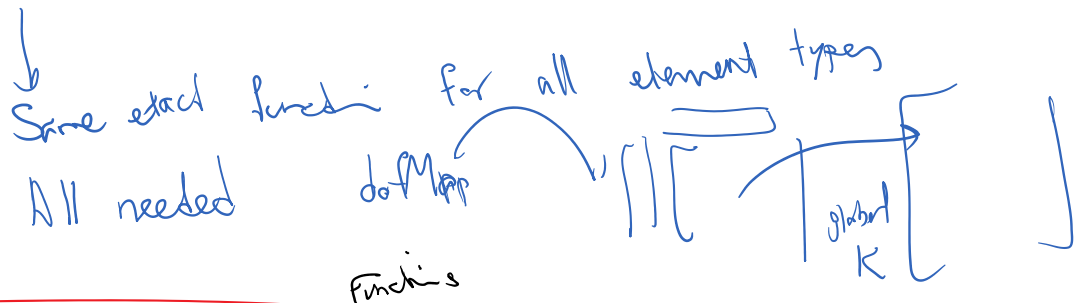 Same exact function for all element types
All needed dofMap
global
K
Functions